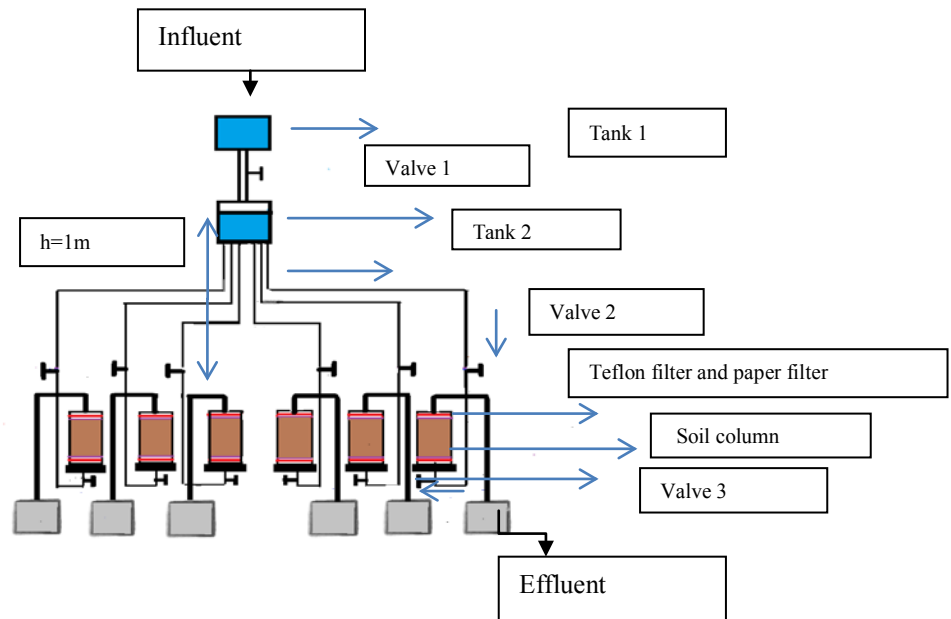 Influent
Tank 1
Valve 1
Tank 2
h=1m
Valve 2
Teflon filter and paper filter
Soil column
Valve 3
Effluent